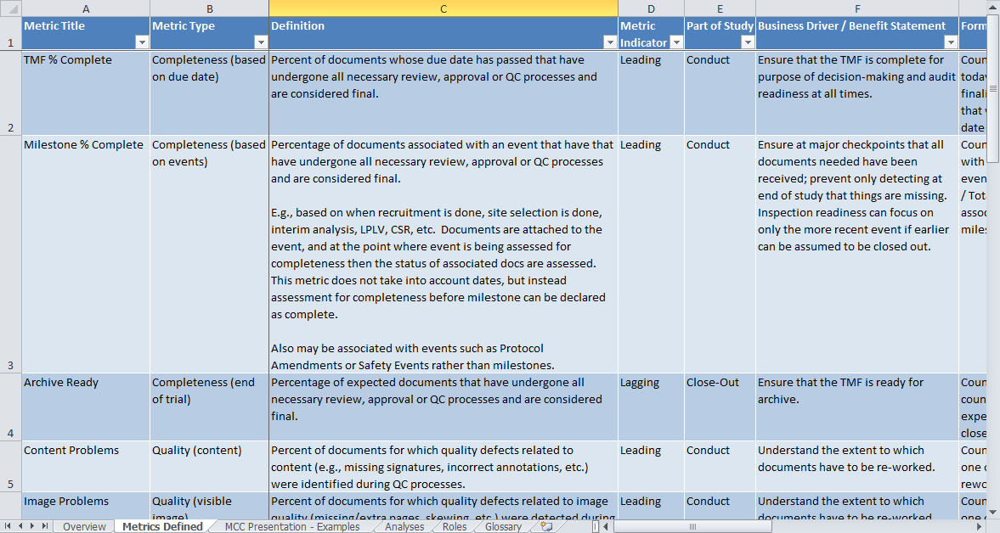 A B C D E F
Metric Title
Metric Type
Definition
Metric
Indicator
Part of Study
Business Driver / Benefit Statement
Form
1
TMF % Complete
Completeness (based
on due date)
Percent of documents whose due date has passed that have
undergone all necessary review, approval or QC processes and
are considered final.
Leading
Conduct
Ensure that the TMF is complete for
purpose of decision-making and audit
readiness at all times.
Coun
today
finali
that
date
2
Milestone % Complete
Completeness (based
on events)
Percentage of documents associated with an event that have that
have undergone all necessary review, approval or QC processes
and are considered final.
E.g., based on when recruitment is done, site selection is done,
interim analysis, LPLV, CSR, etc.  Documents are attached to the
event, and at the point where event is being assessed for
completeness then the status of associated docs are assessed.
This metric does not take into account dates, but instead
assessment for completeness before milestone can be declared
as complete.
Also may be associated with events such as Protocol
Amendments or Safety Events rather than milestones.
Leading
Conduct
Ensure at major checkpoints that all
documents needed have been
received; prevent only detecting at
end of study that things are missing.
Inspection readiness can focus on
only the more recent event if earlier
can be assumed to be closed out.
Coun
with
even
/ Tota
assoc
miles
3
Archive Ready
Completeness (end
of trial)
Percentage of expected documents that have undergone all
necessary review, approval or QC processes and are considered
final.
Lagging
Close-Out
Ensure that the TMF is ready for
archive.
Coun
coun
expe
close
4
Content Problems
Quality (content)
Percent of documents for which quality defects related to
content (e.g., missing signatures, incorrect annotations, etc.)
were identified during QC processes.
Leading
Conduct
Understand the extent to which
documents have to be re-worked.
Coun
one
rewo
5
Image Problems
Quality (visible
image)
Percent of documents for which quality defects related to image
quality (missing/extra pages, skewing, etc.) were detected during
Leading
Conduct
Understand the extent to which
documents have to be re-worked.
Coun
one
Overview Metrics Defined MCC Presentation - Examples Analyses Roles Glossary